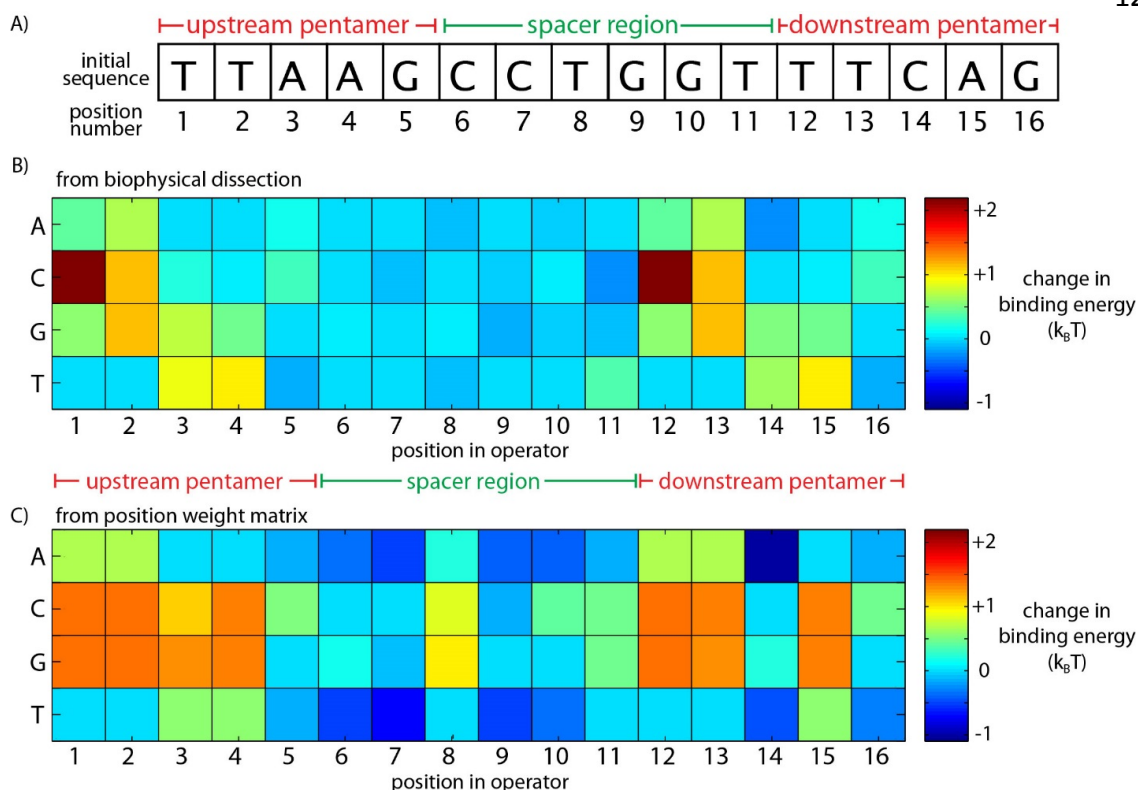 12
A)
upstream pentamer spacer region downstream pentamer
initial sequence T T A A G C C T G G T T T C A G
position number 1 2 3 4 5 6 7 8 9 10 11 12 13 14 15 16
B)
from biophysical dissection
A
C
G
T
+2
+1
0
-1
change in
binding energy
(kBT)
1 2 3 4 5 6 7 8 9 10 11 12 13 14 15 16
position in operator
upstream pentamer spacer region downstream pentamer
C) from position weight matrix
A
C
G
T
+2
+1
0
-1
change in
binding energy
(kBT)
1 2 3 4 5 6 7 8 9 10 11 12 13 14 15 16
position in operator